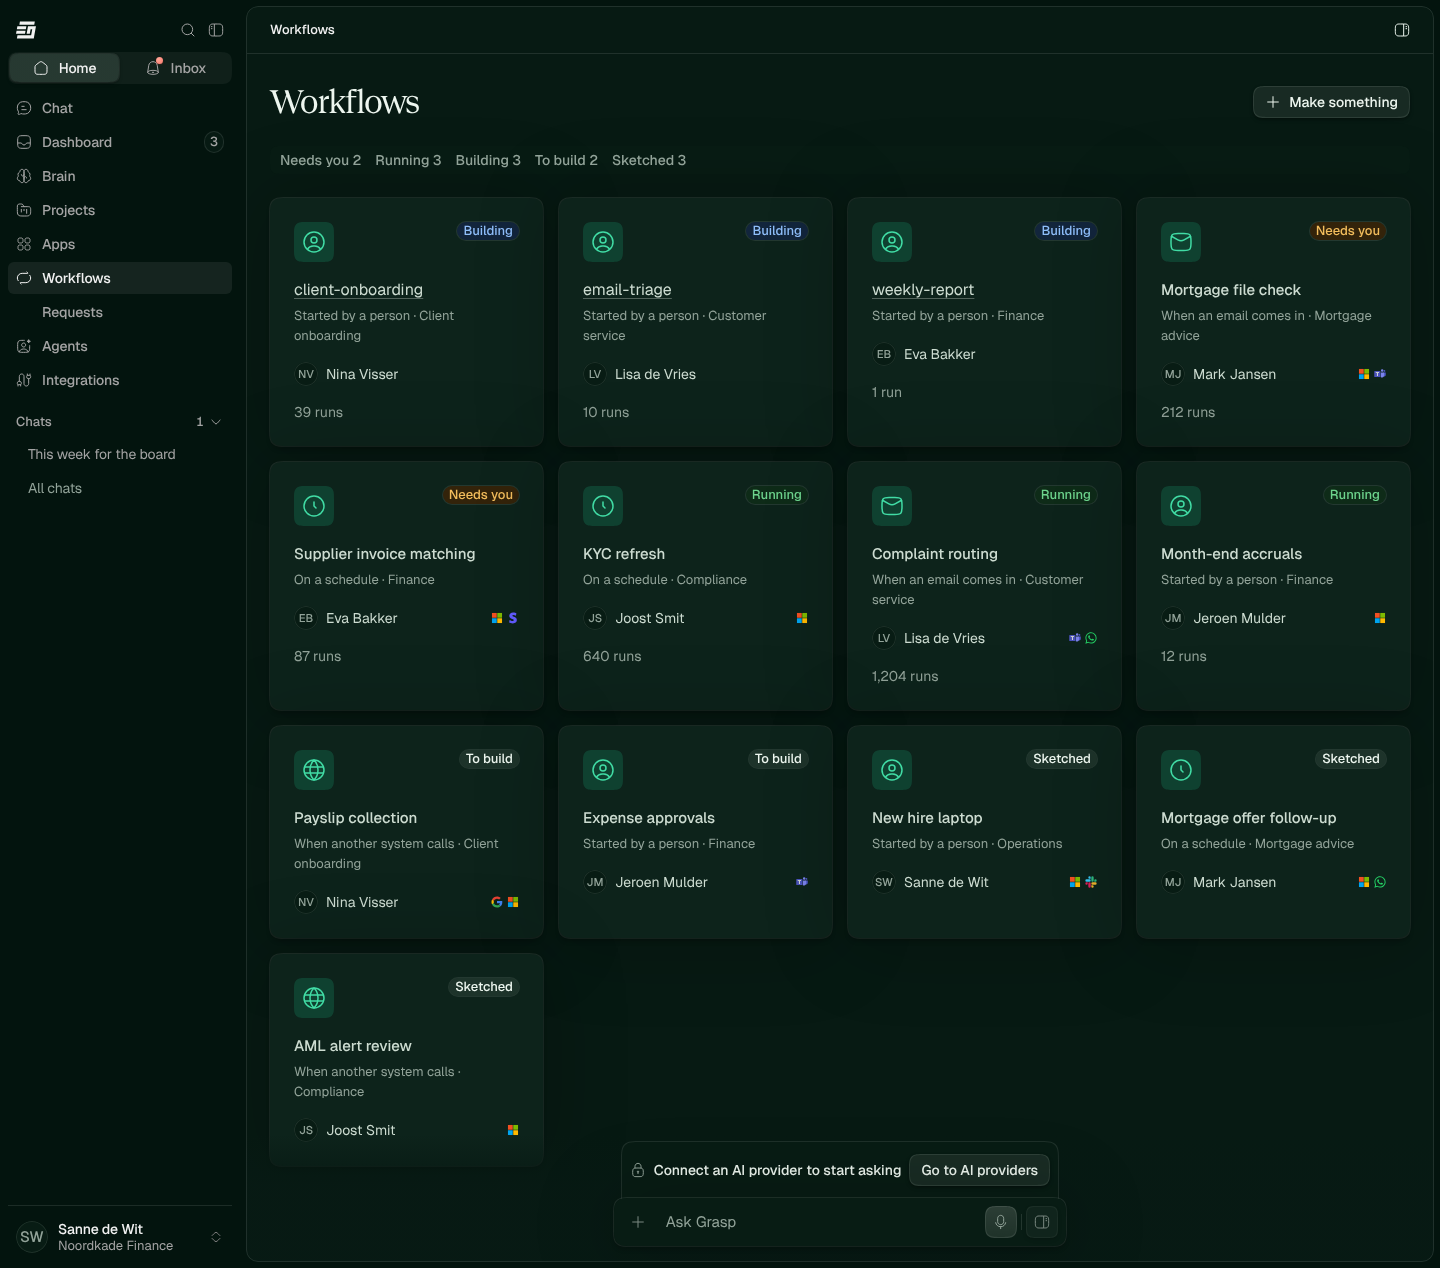 Workflows
Home
Inbox
Chat
Dashboard
3
Brain
Projects
Apps
Workflows
Requests
Agents
Integrations
Chats
1
This week for the board
All chats
SW
Sanne de Wit
Noordkade Finance
Workflows
Make something
Needs you 2
Running 3
Building 3
To build 2
Sketched 3
Building
client-onboarding
Started by a person · Client
onboarding
NV
Nina Visser
39 runs
Building
email-triage
Started by a person · Customer
service
LV
Lisa de Vries
10 runs
Building
weekly-report
Started by a person · Finance
EB
Eva Bakker
1 run
Needs you
Mortgage file check
When an email comes in · Mortgage
advice
MJ
Mark Jansen
212 runs
Needs you
Supplier invoice matching
On a schedule · Finance
EB
Eva Bakker
87 runs
Running
KYC refresh
On a schedule · Compliance
JS
Joost Smit
640 runs
Running
Complaint routing
When an email comes in · Customer
service
LV
Lisa de Vries
1,204 runs
Running
Month-end accruals
Started by a person · Finance
JM
Jeroen Mulder
12 runs
To build
Payslip collection
When another system calls · Client
onboarding
NV
Nina Visser
To build
Expense approvals
Started by a person · Finance
JM
Jeroen Mulder
Sketched
New hire laptop
Started by a person · Operations
SW
Sanne de Wit
Sketched
Mortgage offer follow-up
On a schedule · Mortgage advice
MJ
Mark Jansen
Sketched
AML alert review
When another system calls ·
Compliance
JS
Joost Smit
Connect an AI provider to start asking
Go to AI providers
Ask Grasp